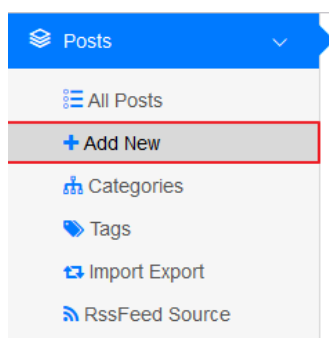 Posts
All Posts
Add New
Categories
Tags
Import Export
RssFeed Source